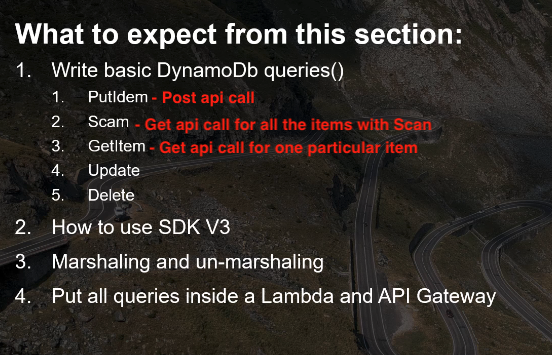 What to expect from this section:
1. Write basic DynamoDb queries()
1. PutIdem - Post api call
2. Scam - Get api call for all the items with Scan
3. GetItem - Get api call for one particular item
4. Update
5. Delete
2. How to use SDK V3
3. Marshaling and un-marshaling
4. Put all queries inside a Lambda and API Gateway